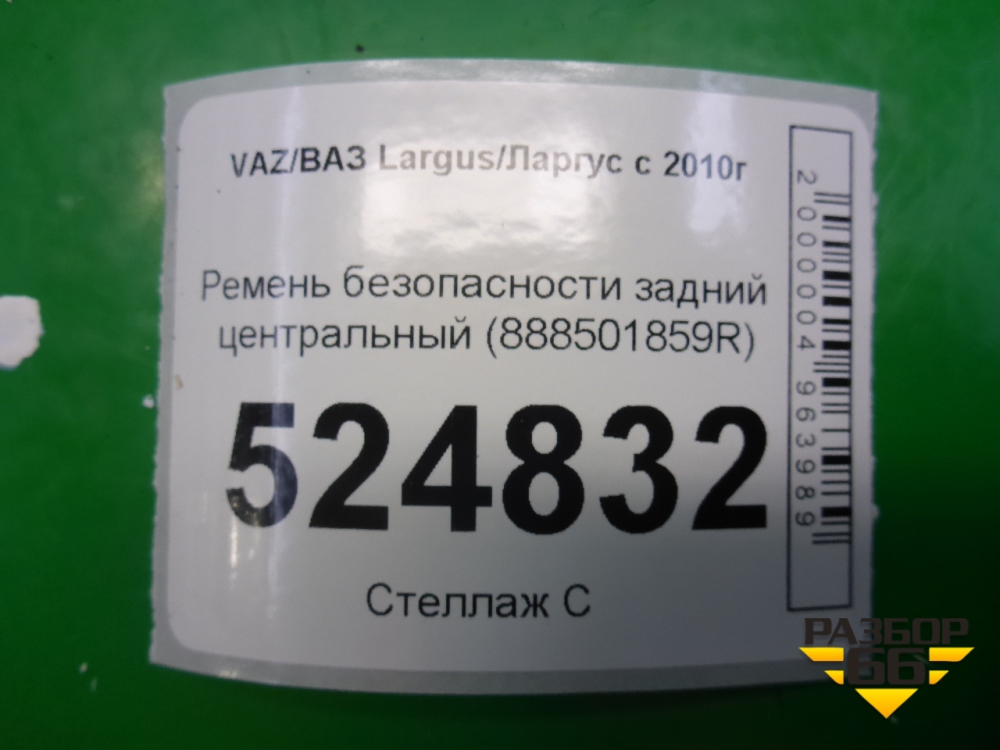 VAZ/ВАЗ Largus/Ларгус с 2010г
Ремень безопасности задний
центральный (888501859R)
524832
Стеллаж С
2000004963989
РАЗБОР
66